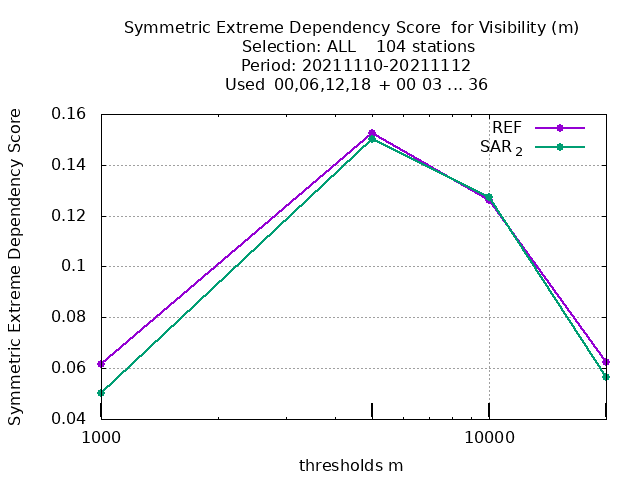 Symmetric Extreme Dependency Score  for Visibility (m)
Selection: ALL    104 stations
Period: 20211110-20211112
Used  00,06,12,18  + 00 03 ... 36
Symmetric Extreme Dependency Score
0.16
0.14
0.12
0.1
0.08
0.06
0.04
1000
10000
thresholds m
REF
SAR 2